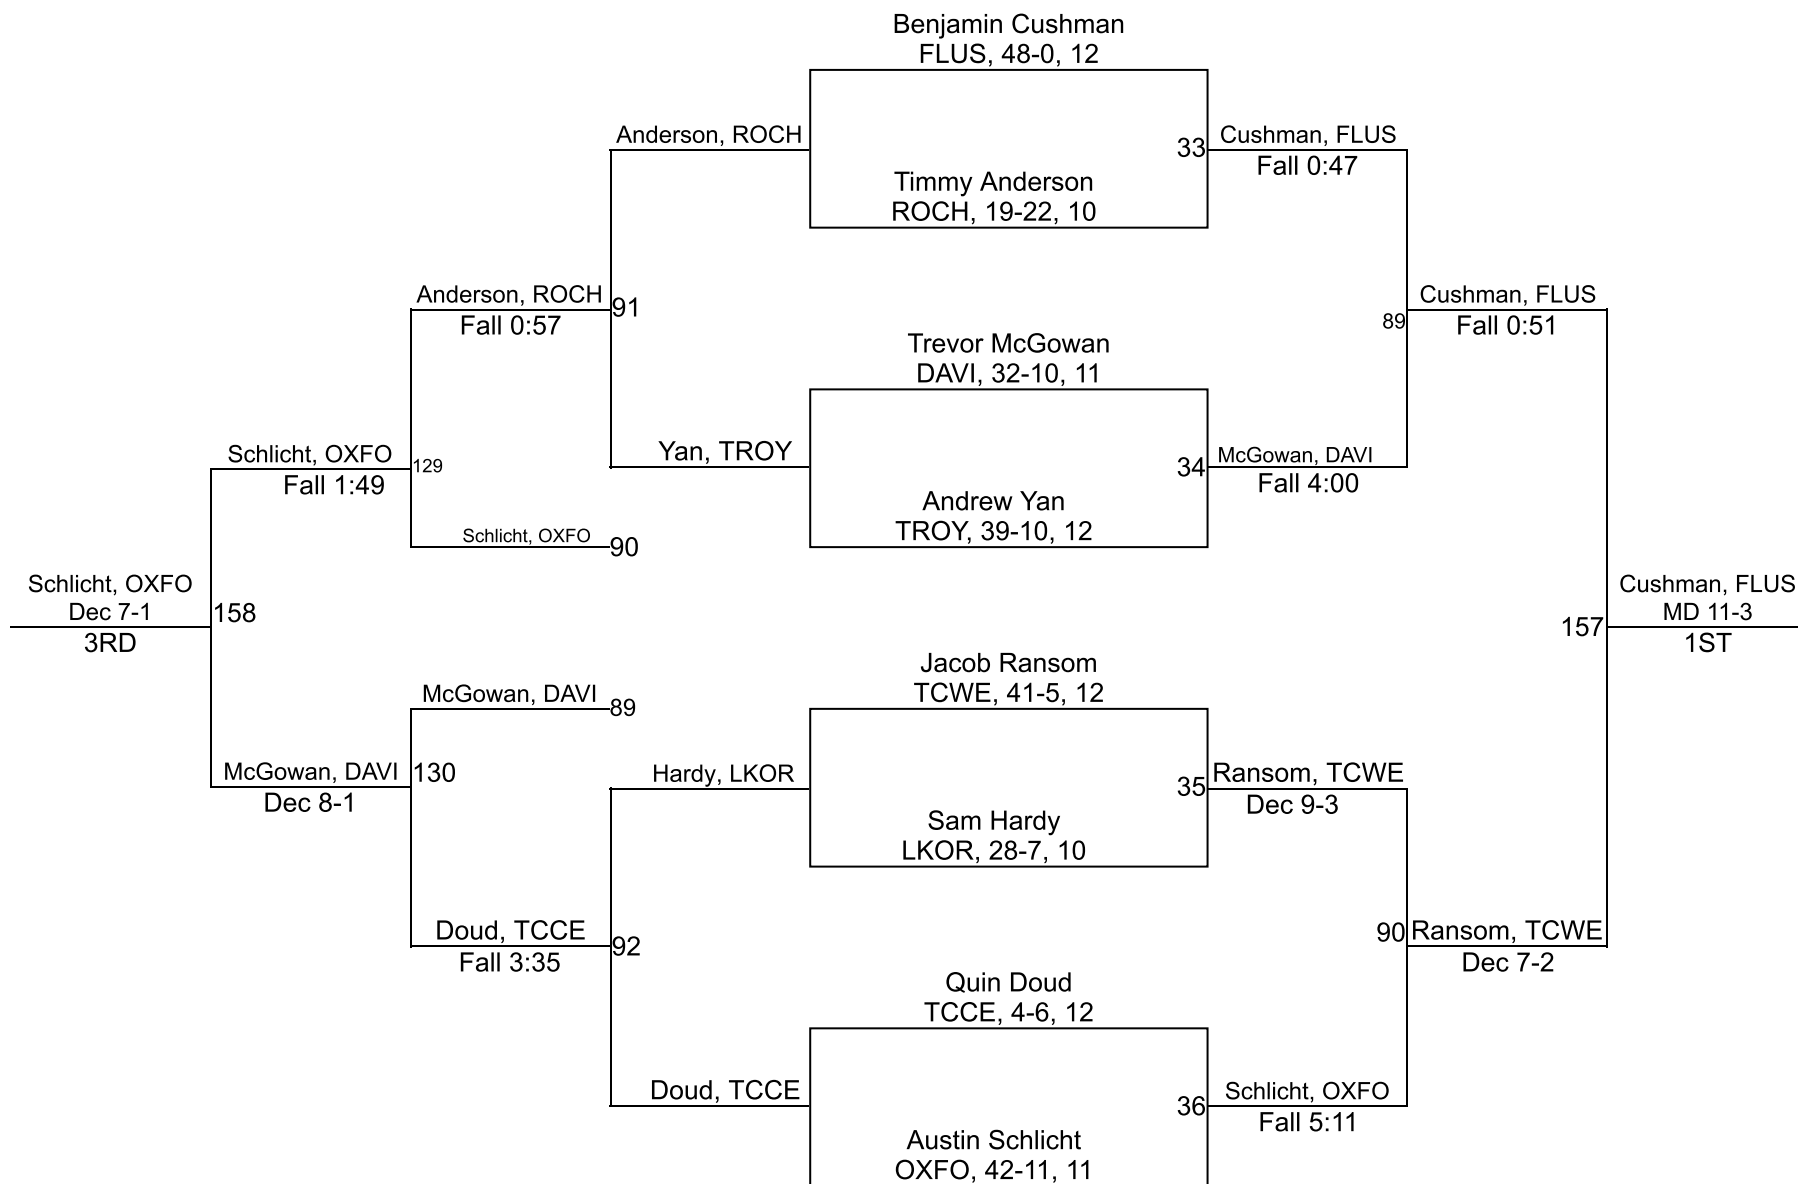 Benjamin Cushman
FLUS, 48-0, 12
Anderson, ROCH
33
Cushman, FLUS
Fall 0:47
Timmy Anderson
ROCH, 19-22, 10
Anderson, ROCH
91
Fall 0:57
89
Cushman, FLUS
Fall 0:51
Trevor McGowan
DAVI, 32-10, 11
Schlicht, OXFO
129
Fall 1:49
Yan, TROY
34
McGowan, DAVI
Fall 4:00
Andrew Yan
TROY, 39-10, 12
Schlicht, OXFO
90
Schlicht, OXFO
Dec 7-1
158
3RD
157
Cushman, FLUS
MD 11-3
1ST
Jacob Ransom
TCWE, 41-5, 12
McGowan, DAVI
89
McGowan, DAVI
130
Dec 8-1
Hardy, LKOR
35
Ransom, TCWE
Dec 9-3
Sam Hardy
LKOR, 28-7, 10
Doud, TCCE
92
Fall 3:35
90
Ransom, TCWE
Dec 7-2
Quin Doud
TCCE, 4-6, 12
Doud, TCCE
36
Schlicht, OXFO
Fall 5:11
Austin Schlicht
OXFO, 42-11, 11